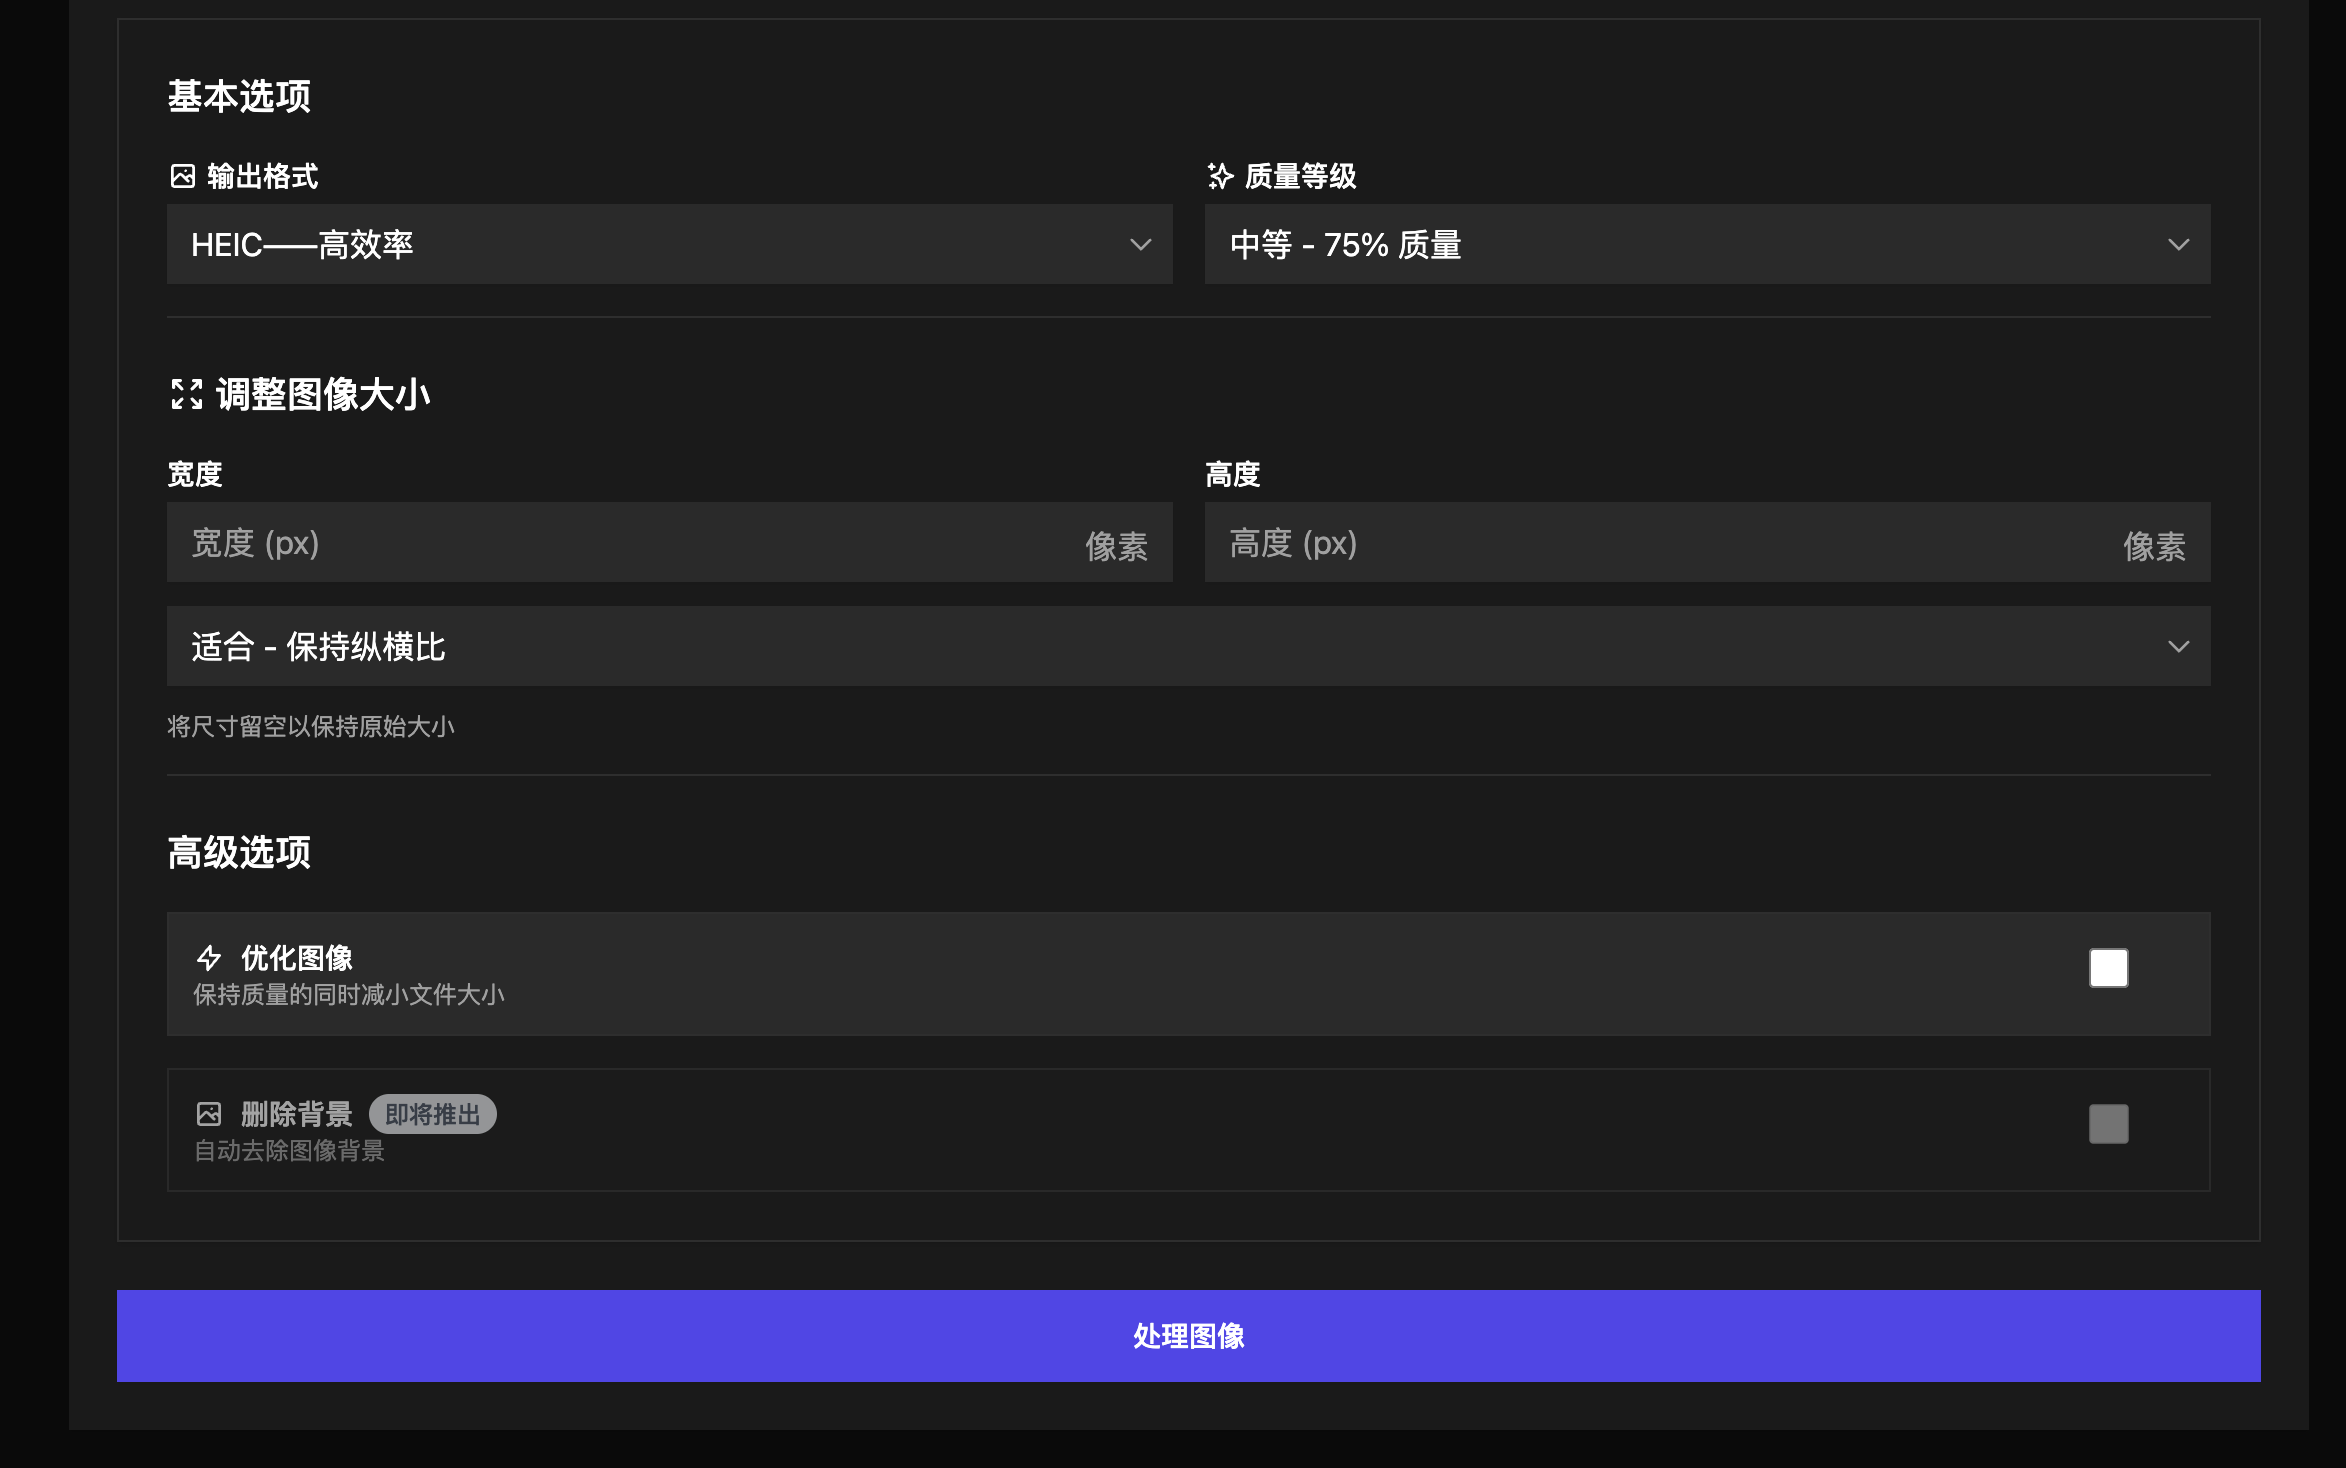 基本选项
输出格式
质量等级
HEIC——高效率
中等 - 75% 质量
调整图像大小
宽度
高度
宽度 (px)
像素
高度 (px)
像素
适合 - 保持纵横比
将尺寸留空以保持原始大小
高级选项
优化图像
保持质量的同时减小文件大小
删除背景 即将推出
自动去除图像背景
处理图像